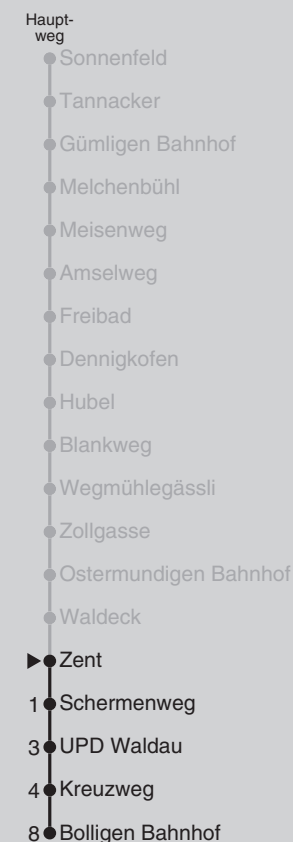 Haupt-
weg
Sonnenfeld
Tannacker
Gümligen Bahnhof
Melchenbühl
Meisenweg
Amselweg
Freibad
Dennigkofen
Hubel
Blankweg
Wegmühlegässli
Zollgasse
Ostermundigen Bahnhof
Waldeck
Zent
1 Schermenweg
3 UPD Waldau
4 Kreuzweg
8 Bolligen Bahnhof